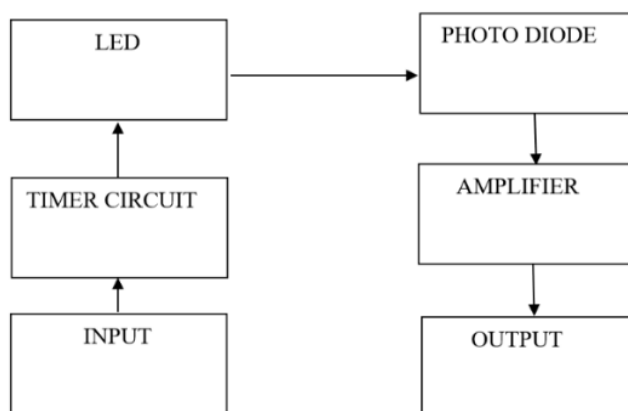 LED
PHOTO DIODE
TIMER CIRCUIT
AMPLIFIER
INPUT
OUTPUT